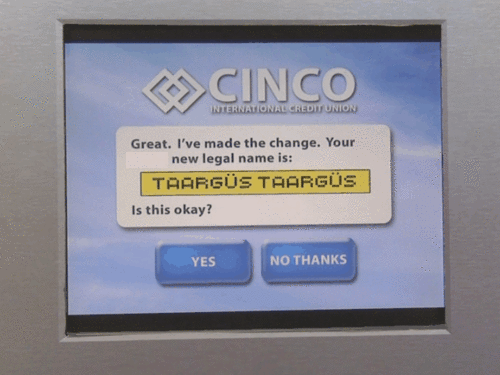 CINCO
INTERNATIONAL CREDIT UNION
Great. I've made the change. Your
new legal name is:
TAARGÜS TAARGÜS
Is this okay?
YES
NO THANKS